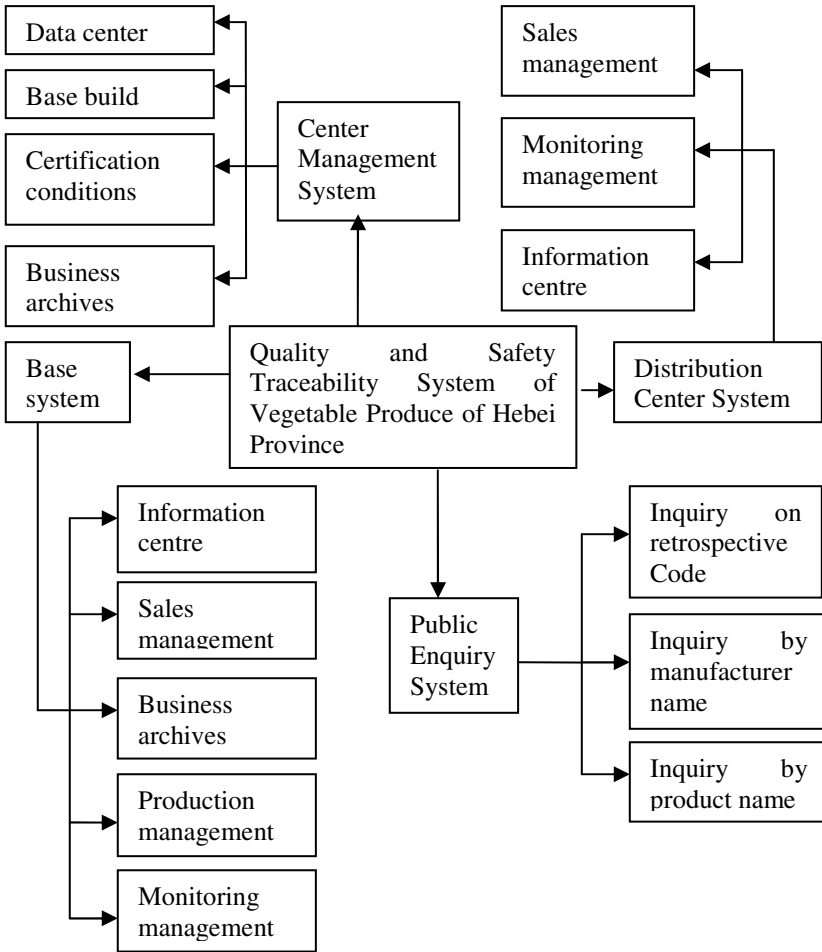 Data center
Base build
Certification
conditions
Business
archives
Center
Management
System
Sales
management
Monitoring
management
Information
centre
Base
system
Quality and Safety
Traceability System of
Vegetable Produce of Hebei
Province
Distribution
Center System
Information
centre
Sales
management
Business
archives
Production
management
Monitoring
management
Public
Enquiry
System
Inquiry on
retrospective
Code
Inquiry by
manufacturer
name
Inquiry by
product name